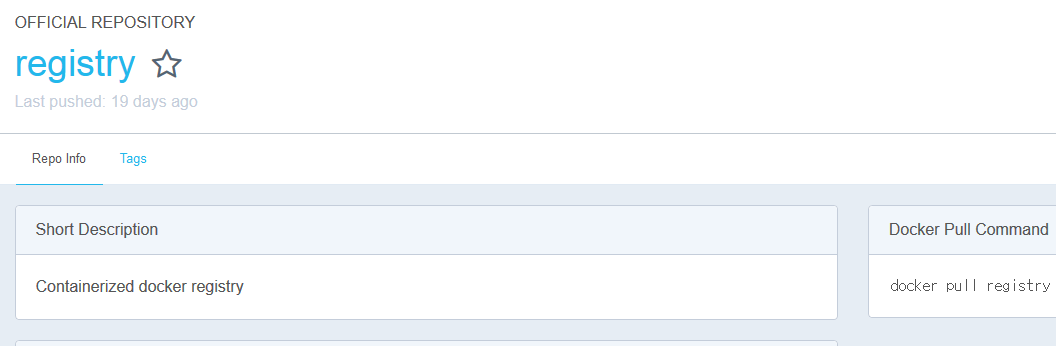 OFFICIAL REPOSITORY
registry
Last pushed: 19 days ago
Repo Info
Tags
Short Description
Containerized docker registry
Docker Pull Command
docker pull registry